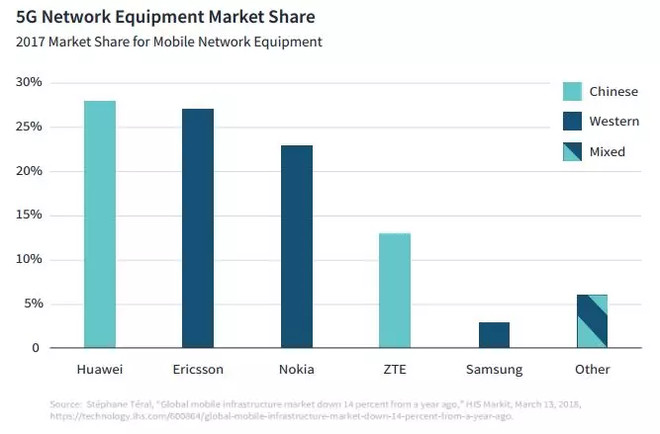 5G Network Equipment Market Share
2017 Market Share for Mobile Network Equipment
30%
25%
20%
15%
10%
5%
0
Chinese
Western
Mixed
Huawei Ericsson Nokia ZTE Samsung Other
Source: Stéphane Téral, "Global mobile infrastructure market down 14 percent from a year ago," IHS Markit, March 13, 2018,
https://technology.ihs.com/600864/global-mobile-infrastructure-market-down-14-percent-from-a-year-ago.